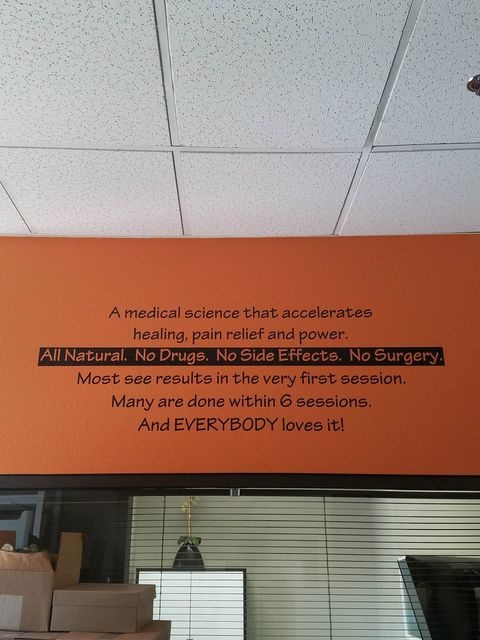 A medical science that accelerates
healing, pain relief and power.
All Natural. No Drugs. No Side Effects. No Surgery.
Most see results in the very first session.
Many are done within 6 sessions.
And EVERYBODY loves it!